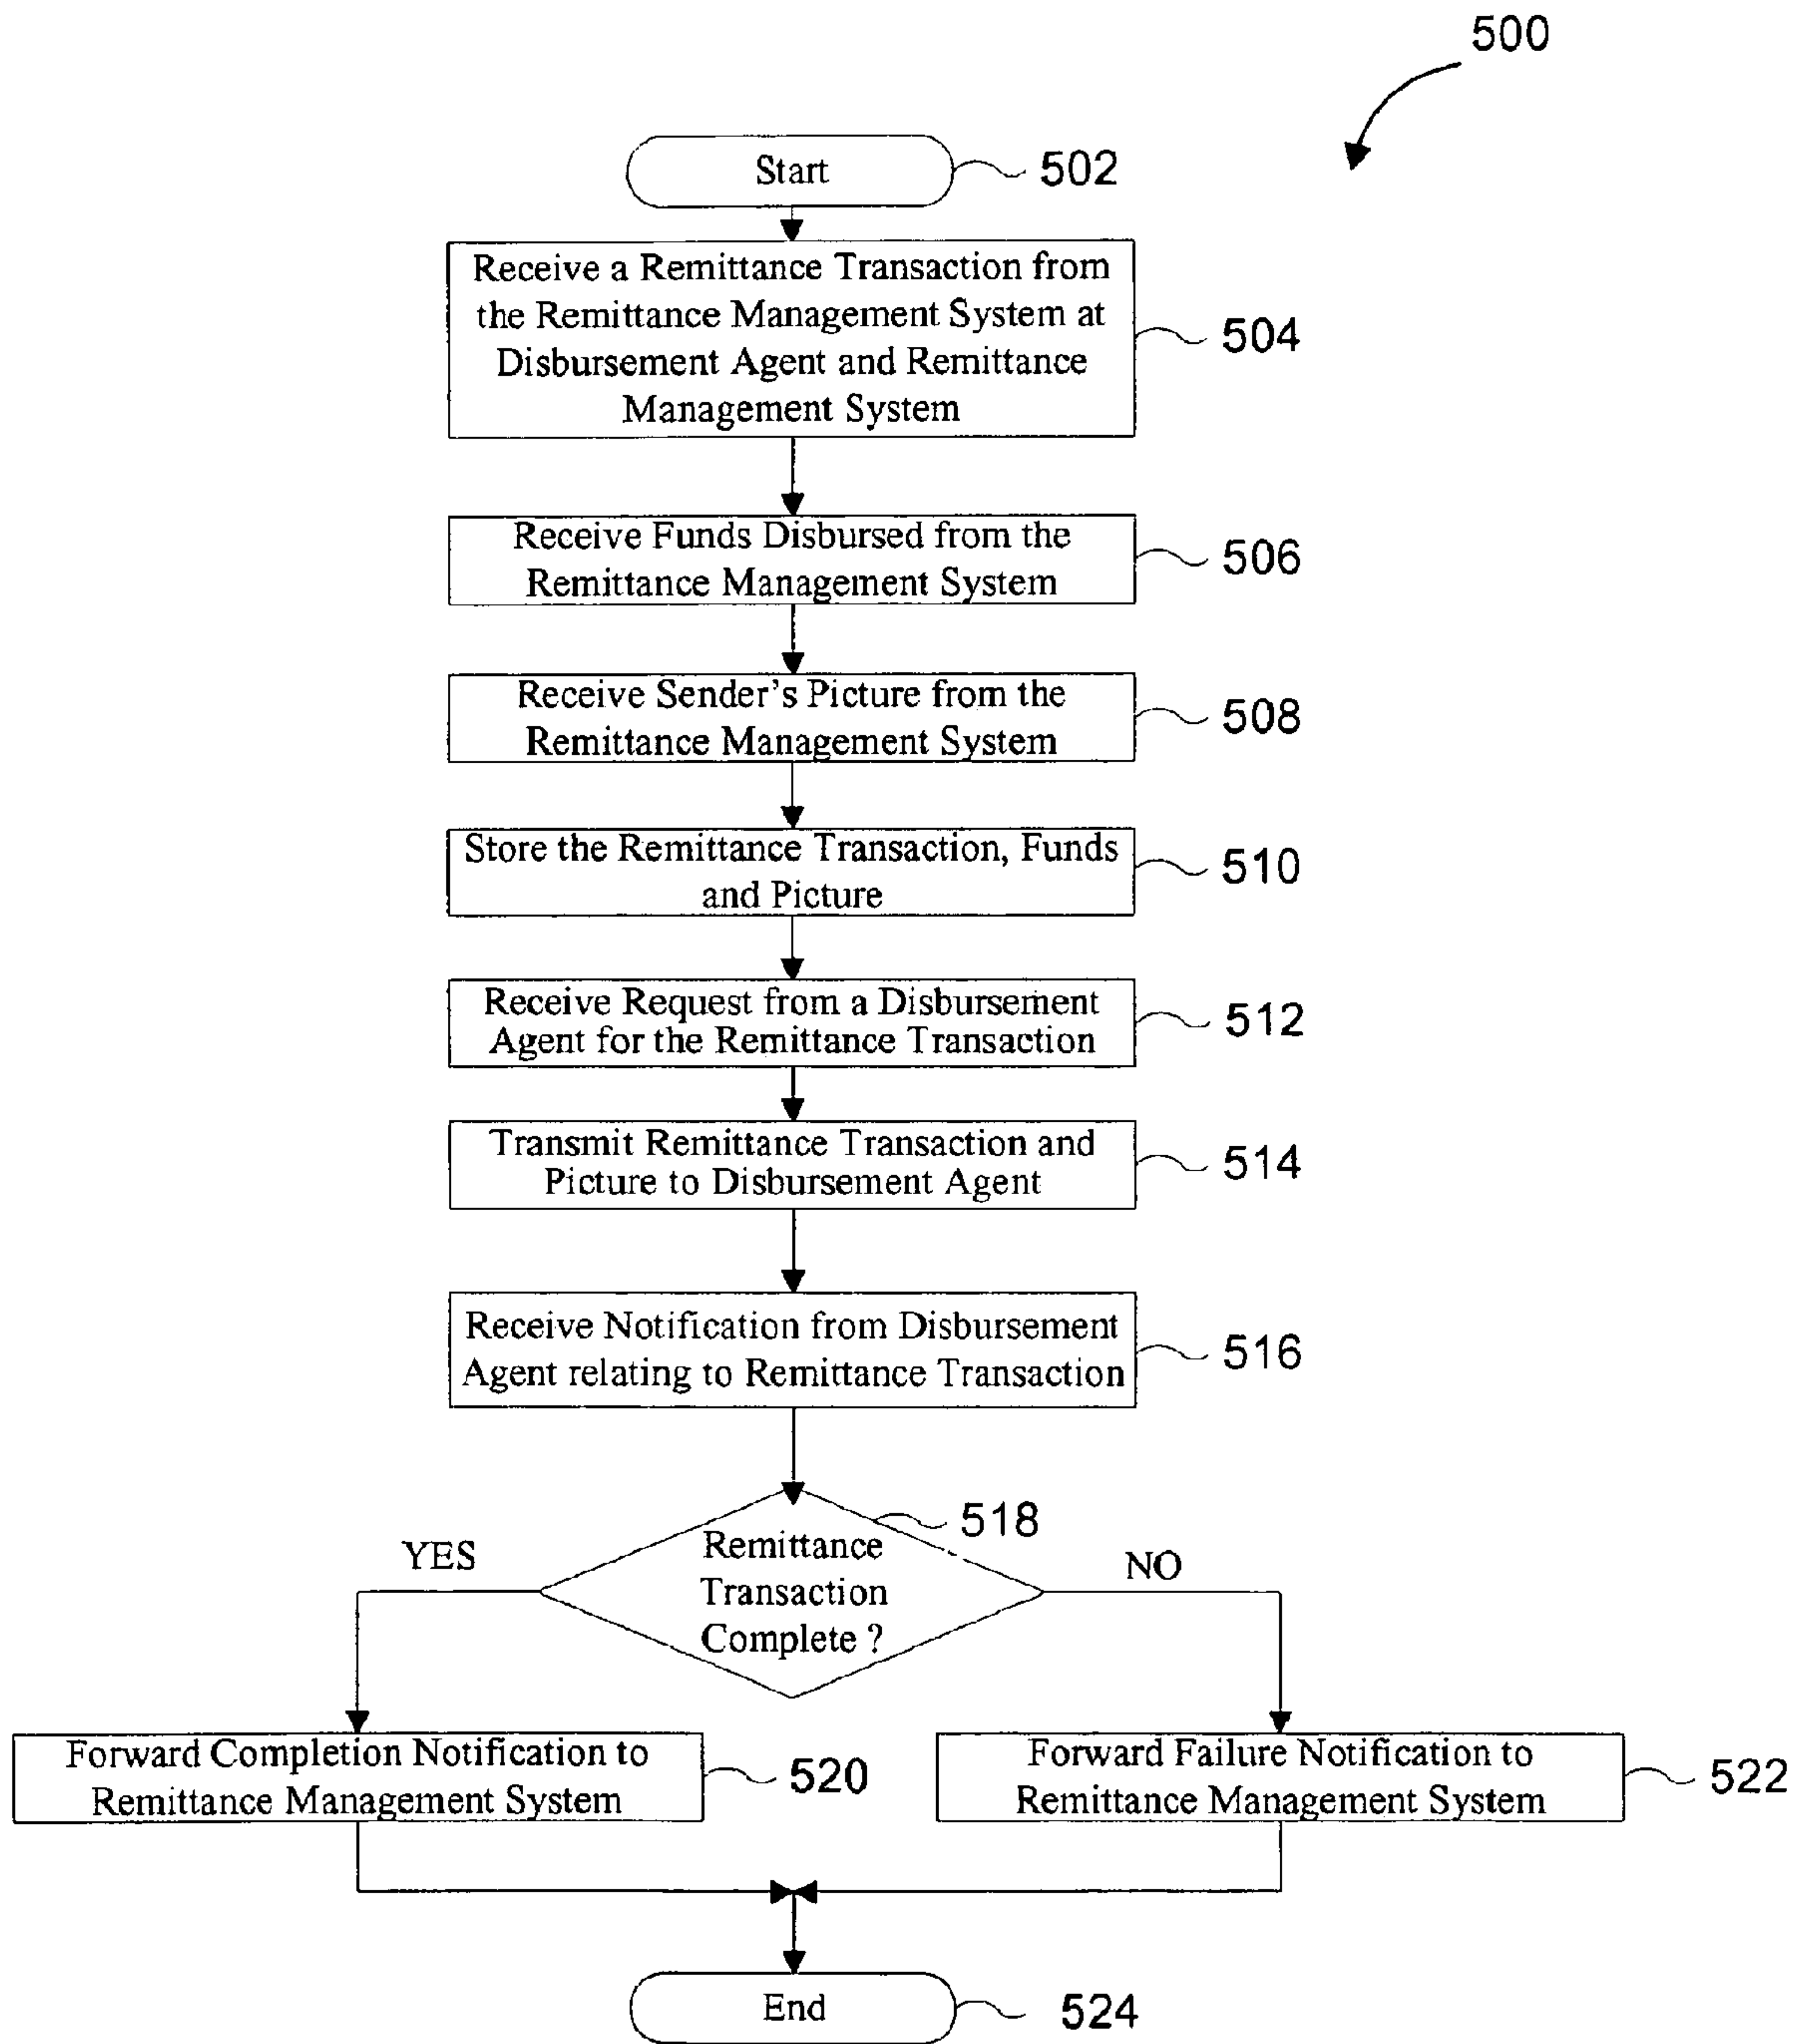 500
Start
502
Receive a Remittance Transaction from
the Remittance Management System at
Disbursement Agent and Remittance
Management System
504
Receive Funds Disbursed from the
Remittance Management System
506
Receive Sender's Picture from the
Remittance Management System
508
Store the Remittance Transaction, Funds
and Picture
510
Receive Request from a Disbursement
Agent for the Remittance Transaction
512
Transmit Remittance Transaction and
Picture to Disbursement Agent
514
Receive Notification from Disbursement
Agent relating to Remittance Transaction
516
518
Remittance
Transaction
Complete ?
YES
NO
Forward Completion Notification to
Remittance Management System
520
Forward Failure Notification to
Remittance Management System
522
End
524